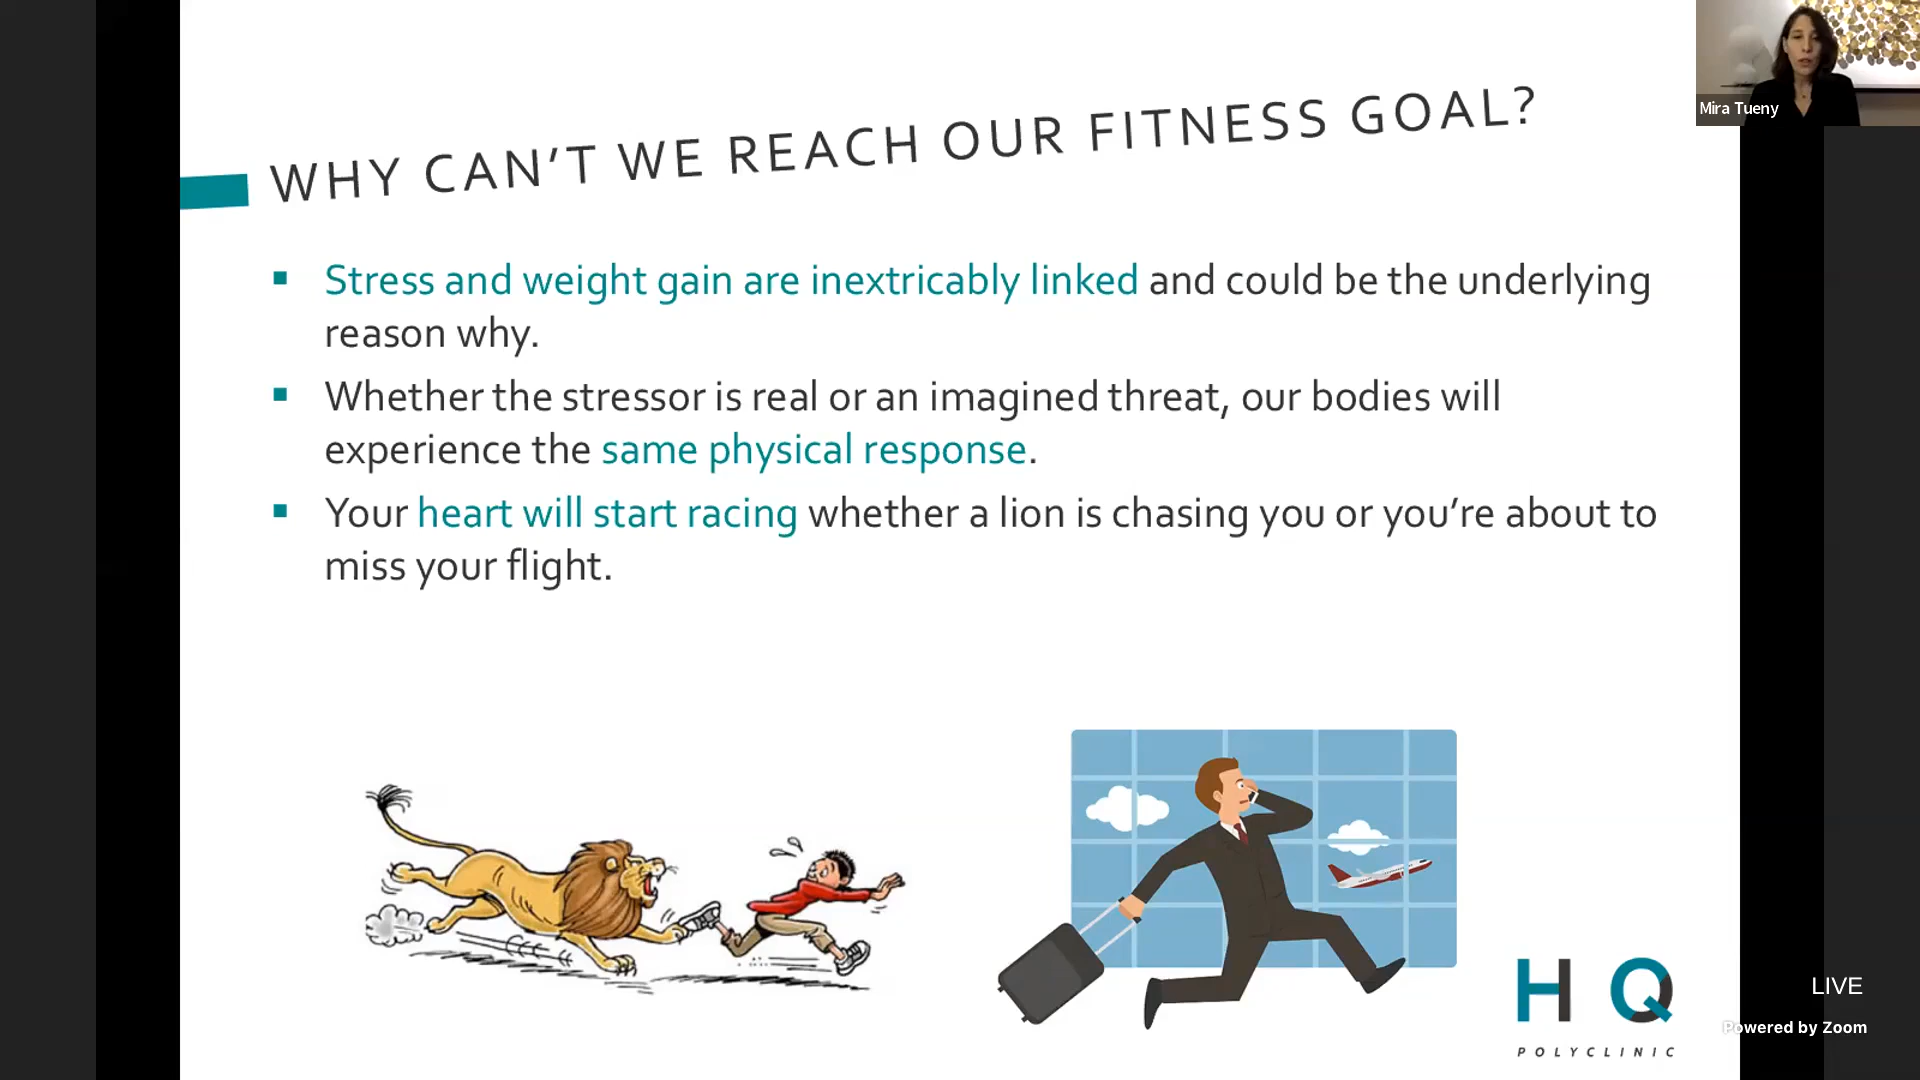 Mira Tueny
WHY CAN’T WE REACH OUR FITNESS GOAL?
▪ Stress and weight gain are inextricably linked and could be the underlying
reason why.
▪ Whether the stressor is real or an imagined threat, our bodies will
experience the same physical response.
▪ Your heart will start racing whether a lion is chasing you or you’re about to
miss your flight.
HQ
POLYCLINIC
LIVE
Powered by Zoom